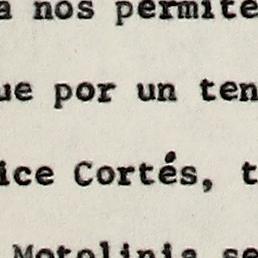 a nos permite
ue por un ten
ice Cortés, t
Motolinia se